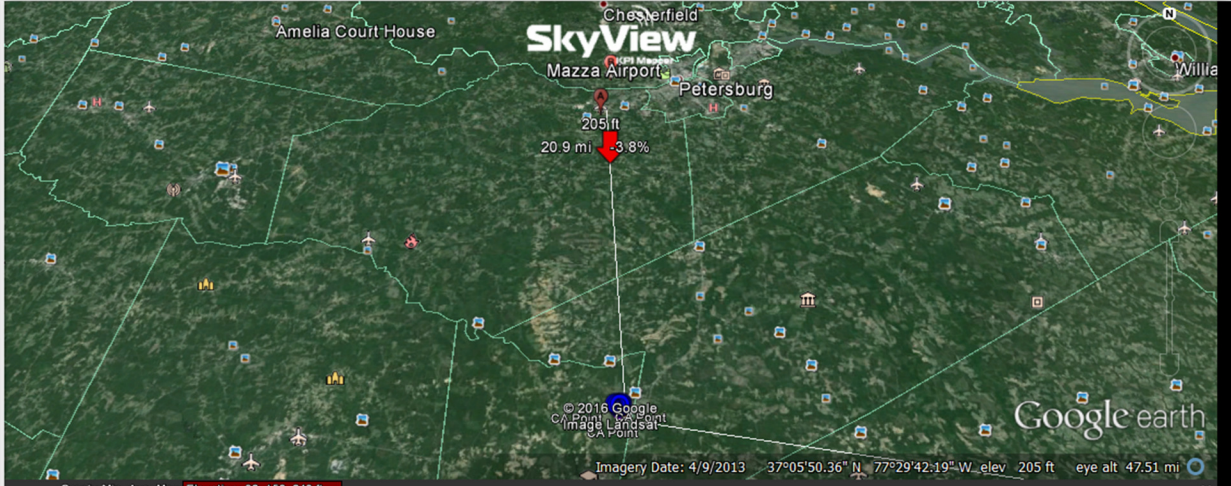 Chesterfield
N
Amelia Court House
SkyView
KPI Mapper
Willia
Mazza Airport
Petersburg
H
H
A
205 ft
20.9 mi
-3.8%
© 2016 Google
CA Point CA Point
Image Landsat
CA Point
Google earth
Imagery Date: 4/9/2013 37°05'50.36" N 77°29'42.19" W elev 205 ft eye alt 47.51 mi